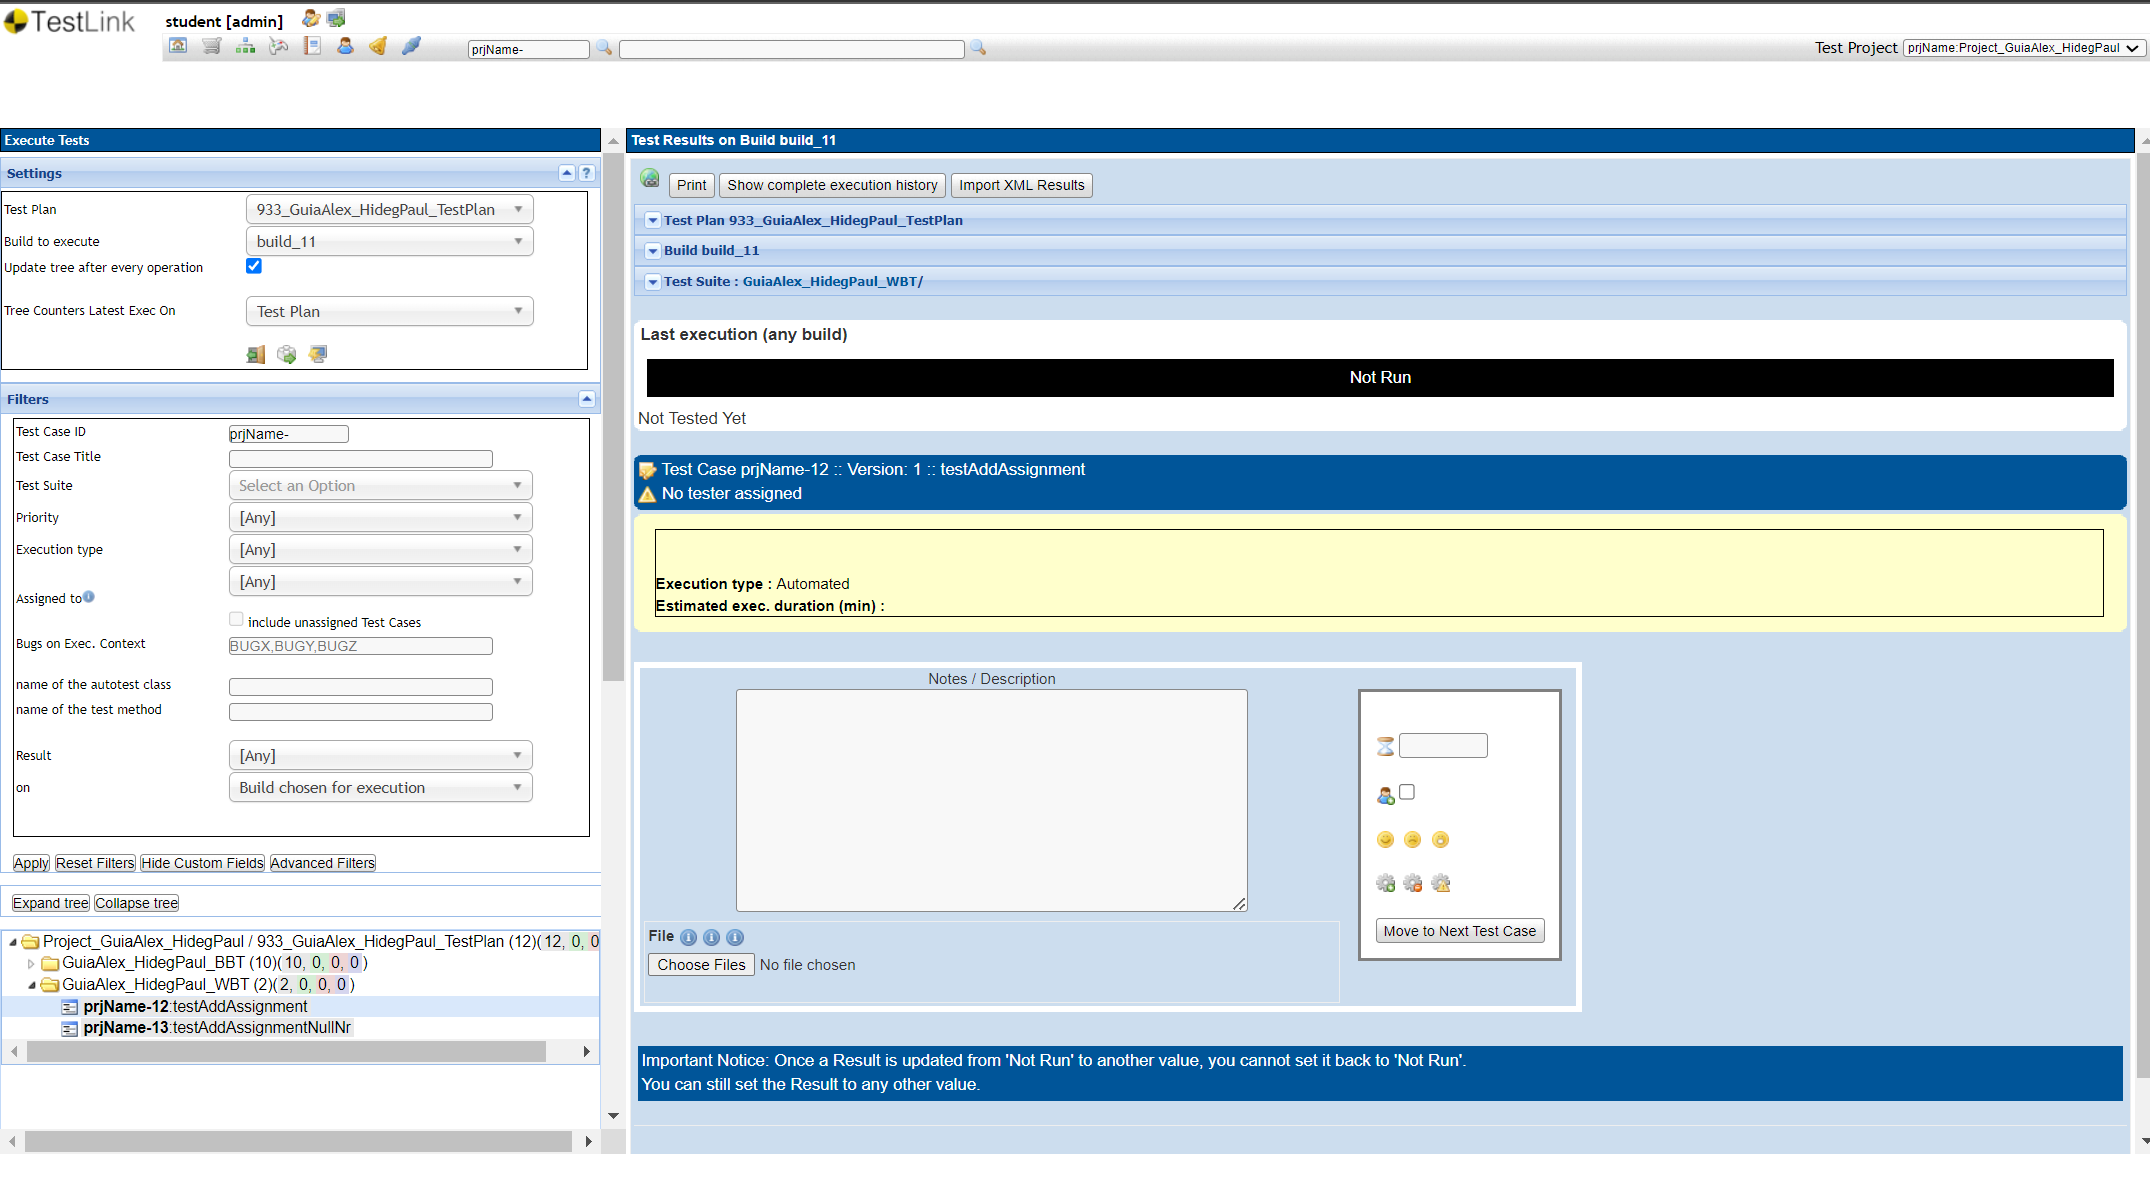 TestLink
student [admin]
prjName-
Test Project prjName:Project_GuiaAlex_HidegPaul
Execute Tests
Settings
?
Test Plan 933_GuiaAlex_HidegPaul_TestPlan
Build to execute build_11
Update tree after every operation
Tree Counters Latest Exec On Test Plan
Filters
Test Case ID prjName-
Test Case Title
Test Suite Select an Option
Priority [Any]
Execution type [Any]
[Any]
Assigned to
include unassigned Test Cases
Bugs on Exec. Context BUGX,BUGY,BUGZ
name of the autotest class
name of the test method
Result [Any]
on Build chosen for execution
Apply Reset Filters Hide Custom Fields Advanced Filters
Expand tree Collapse tree
Project_GuiaAlex_HidegPaul / 933_GuiaAlex_HidegPaul_TestPlan (12)(12, 0, 0
GuiaAlex_HidegPaul_BBT (10)(10, 0, 0, 0)
GuiaAlex_HidegPaul_WBT (2)(2, 0, 0, 0)
prjName-12:testAddAssignment
prjName-13:testAddAssignmentNullNr
Test Results on Build build_11
Print Show complete execution history Import XML Results
Test Plan 933_GuiaAlex_HidegPaul_TestPlan
Build build_11
Test Suite : GuiaAlex_HidegPaul_WBT/
Last execution (any build)
Not Run
Not Tested Yet
Test Case prjName-12 :: Version: 1 :: testAddAssignment
No tester assigned
Execution type : Automated
Estimated exec. duration (min) :
Notes / Description
File
Choose Files No file chosen
Move to Next Test Case
Important Notice: Once a Result is updated from 'Not Run' to another value, you cannot set it back to 'Not Run'.
You can still set the Result to any other value.